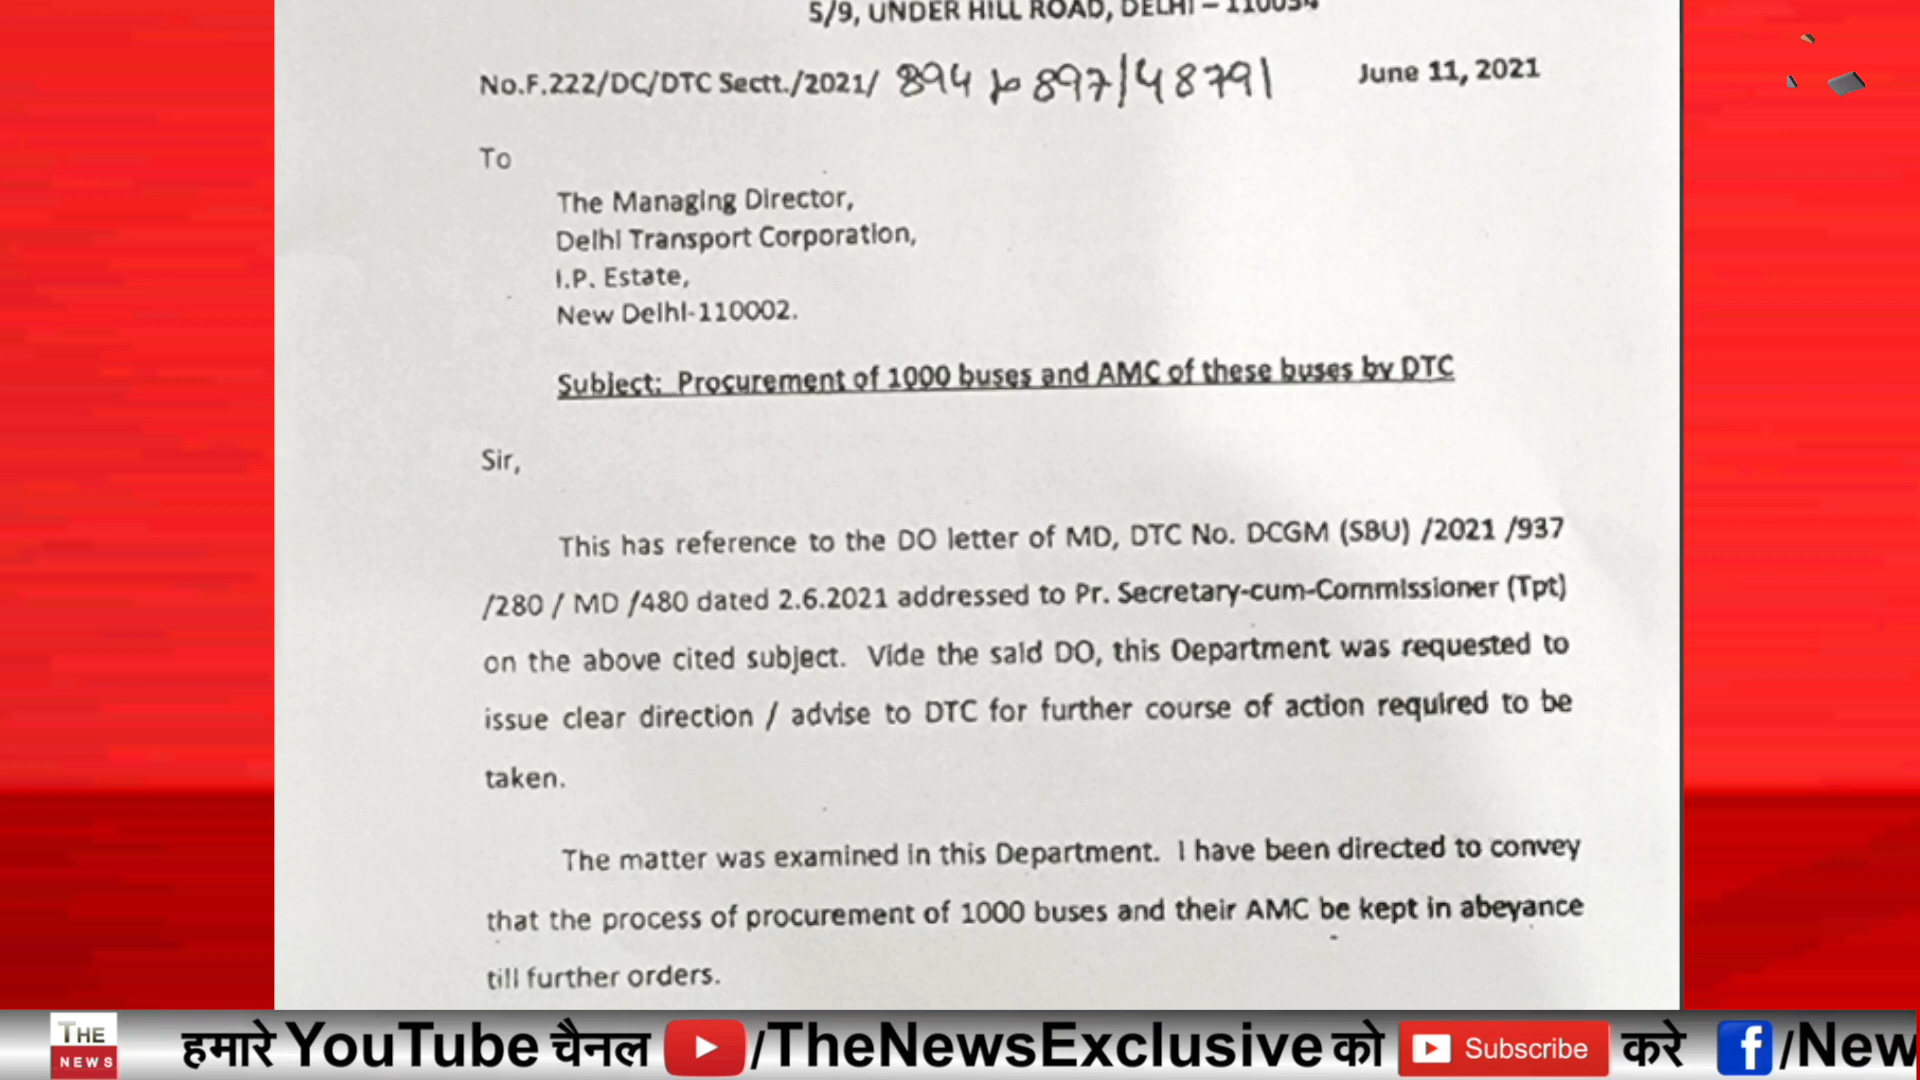 5/9, UNDER HILL ROAD, DELHI – 110054
No.F.222/DC/DTC Sectt./2021/ 894 to 897/48791
June 11, 2021
To
The Managing Director,
Delhi Transport Corporation,
I.P. Estate,
New Delhi-110002.
Subject: Procurement of 1000 buses and AMC of these buses by DTC
Sir,
This has reference to the DO letter of MD, DTC No. DCGM (SBU) /2021 /937
/280 / MD /480 dated 2.6.2021 addressed to Pr. Secretary-cum-Commissioner (Tpt)
on the above cited subject. Vide the said DO, this Department was requested to
issue clear direction / advise to DTC for further course of action required to be
taken.
The matter was examined in this Department. I have been directed to convey
that the process of procurement of 1000 buses and their AMC be kept in abeyance
till further orders.
THE
NEWS
हमारे YouTube चैनल /TheNewsExclusive को Subscribe करे f /New